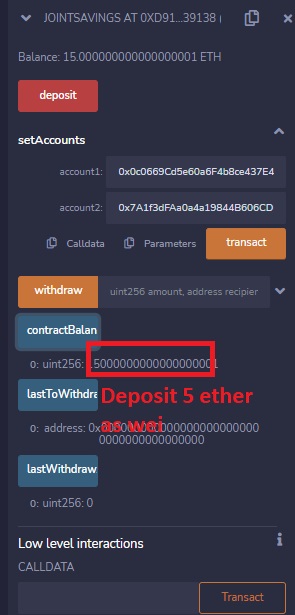 JOINTSAVINGS AT 0XD91...39138 (
Balance: 15.000000000000000001 ETH
deposit
setAccounts
account1: 0x0c0669Cd5e60a6F4b8ce437E4
account2: 0x7A1f3dFAa0a4a19844B606CD
Calldata Parameters transact
withdraw uint256 amount, address recipier
contractBalan
0: uint256: 15000000000000000001
lastToWithdra
Deposit 5 ether
as wei
0: address:
lastWithdraw
0: uint256: 0
Low level interactions
CALLDATA
Transact